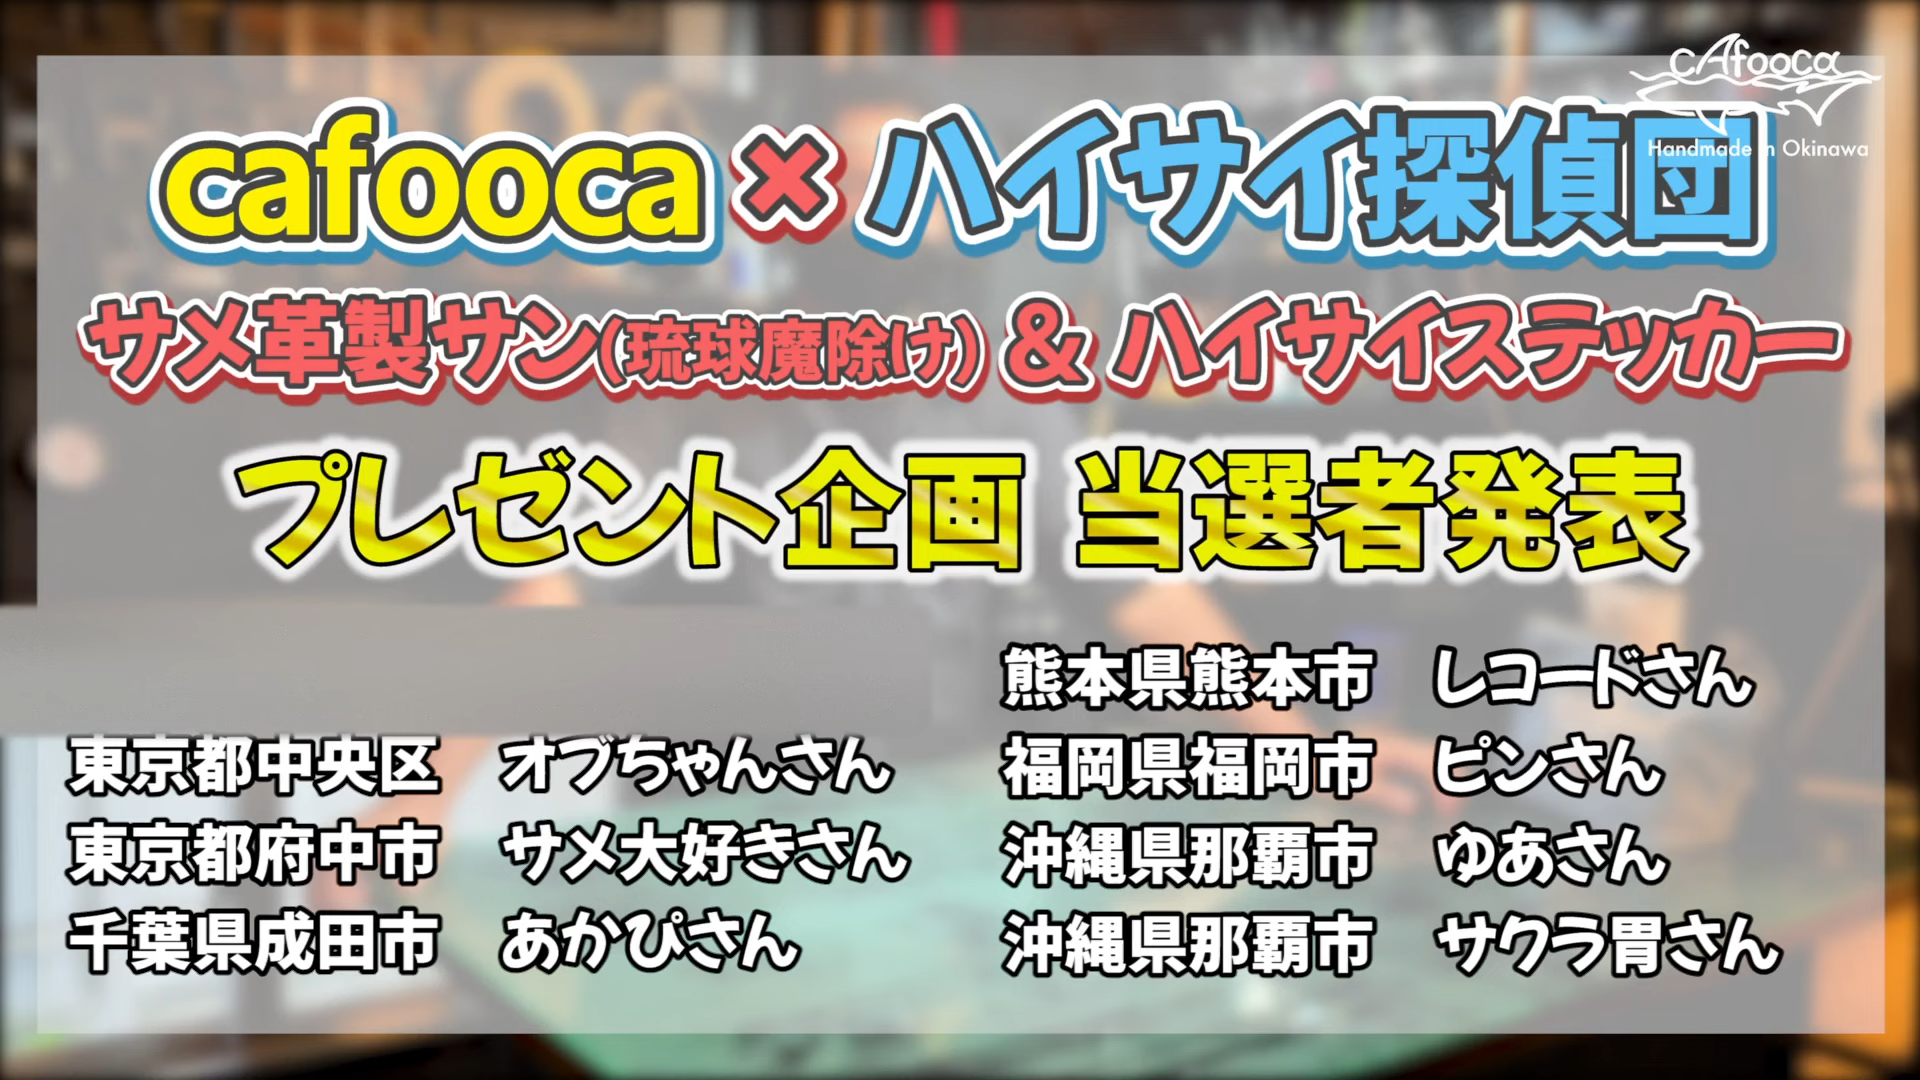 cafooca
Handmade in Okinawa
cafooca × ハイサイ探偵団
サメ革製サン(琉球魔除け) & ハイサイステッカー
プレゼント企画 当選者発表
東京都中央区 オブちゃんさん
東京都府中市 サメ大好きさん
千葉県成田市 あかぴさん
熊本県熊本市 レコードさん
福岡県福岡市 ピンさん
沖縄県那覇市 ゆあさん
沖縄県那覇市 サクラ胃さん